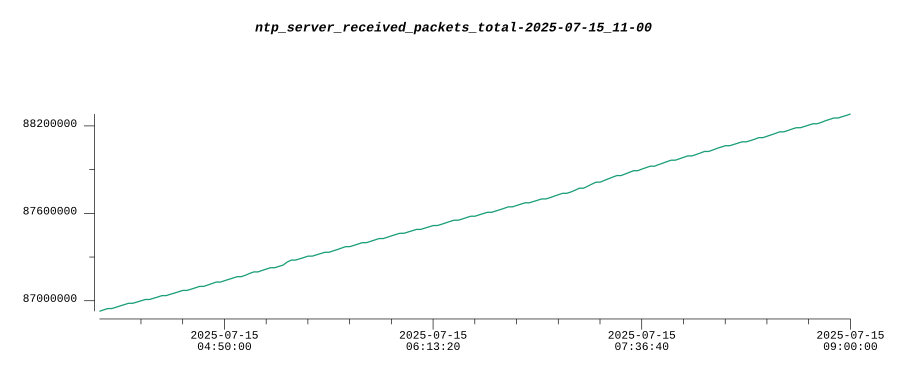 ntp_server_received_packets_total-2025-07-15_11-00
88200000
87600000
87000000
2025-07-15 2025-07-15 2025-07-15 2025-07-15
04:50:00 06:13:20 07:36:40 09:00:00